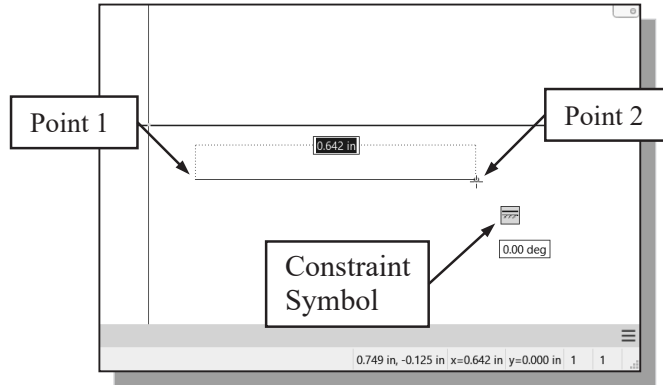 Point 1
Point 2
0.642 in
0.00 deg
Constraint
Symbol
0.749 in, -0.125 in x=0.642 in y=0.000 in 1 1